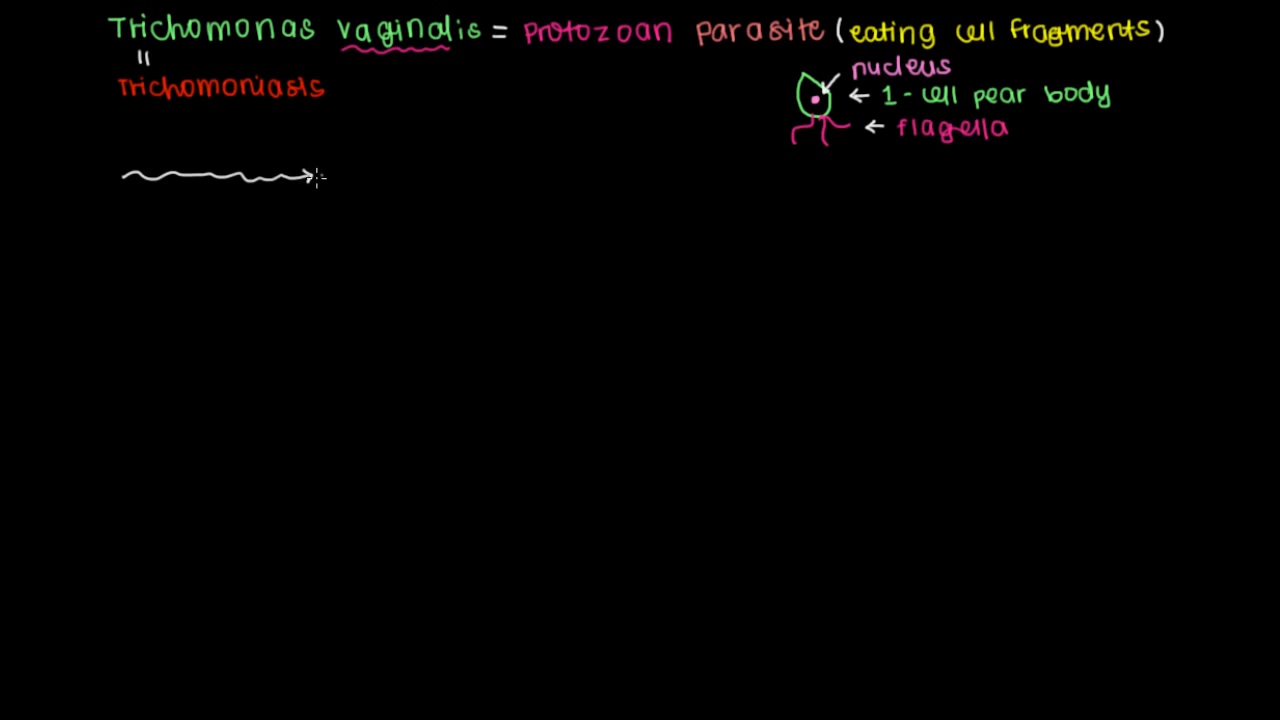 Trichomonas vaginalis = Protozoan Parasite (eating cell fragments)
"
Trichomoniasis
nucleus
← 1-cell pear body
← flagella